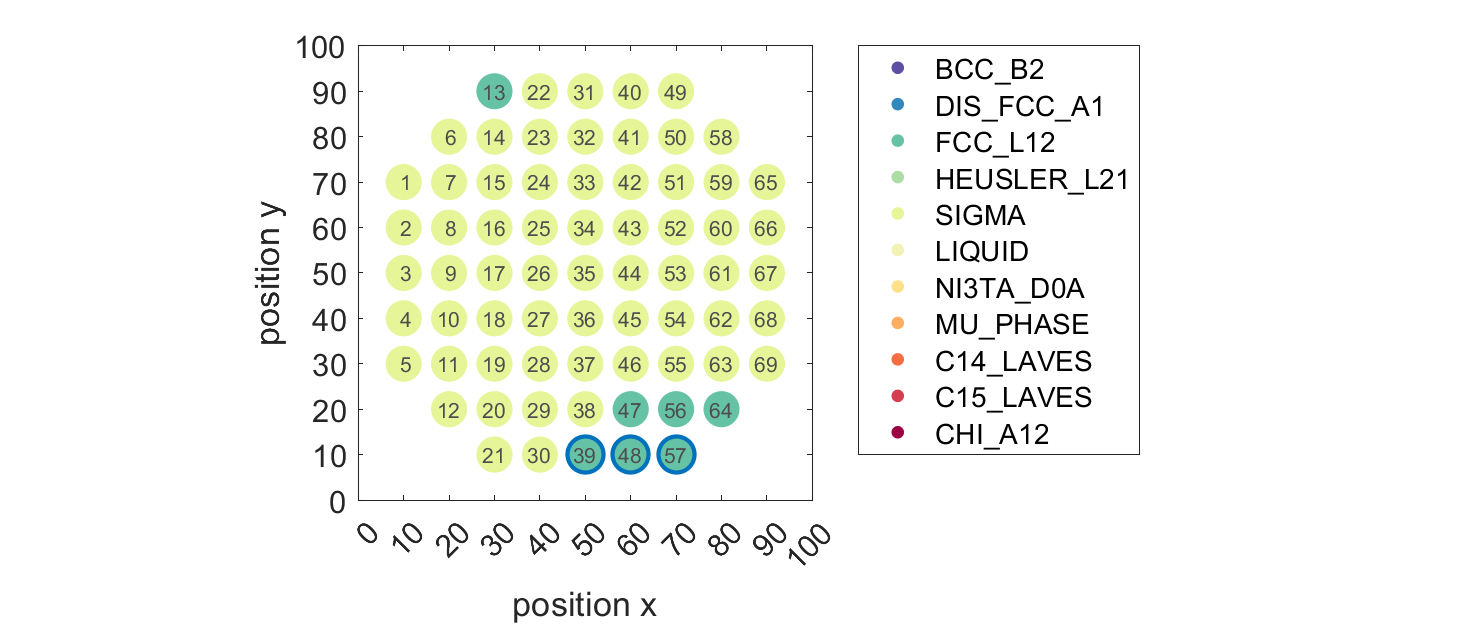 100
90
80
70
60
50
40
30
20
10
0
position y
13 22 31 40 49
6 14 23 32 41 50 58
1 7 15 24 33 42 51 59 65
2 8 16 25 34 43 52 60 66
3 9 17 26 35 44 53 61 67
4 10 18 27 36 45 54 62 68
5 11 19 28 37 46 55 63 69
12 20 29 38 47 56 64
21 30 39 48 57
0 10 20 30 40 50 60 70 80 90 100
position x
BCC_B2
DIS_FCC_A1
FCC_L12
HEUSLER_L21
SIGMA
LIQUID
NI3TA_D0A
MU_PHASE
C14_LAVES
C15_LAVES
CHI_A12